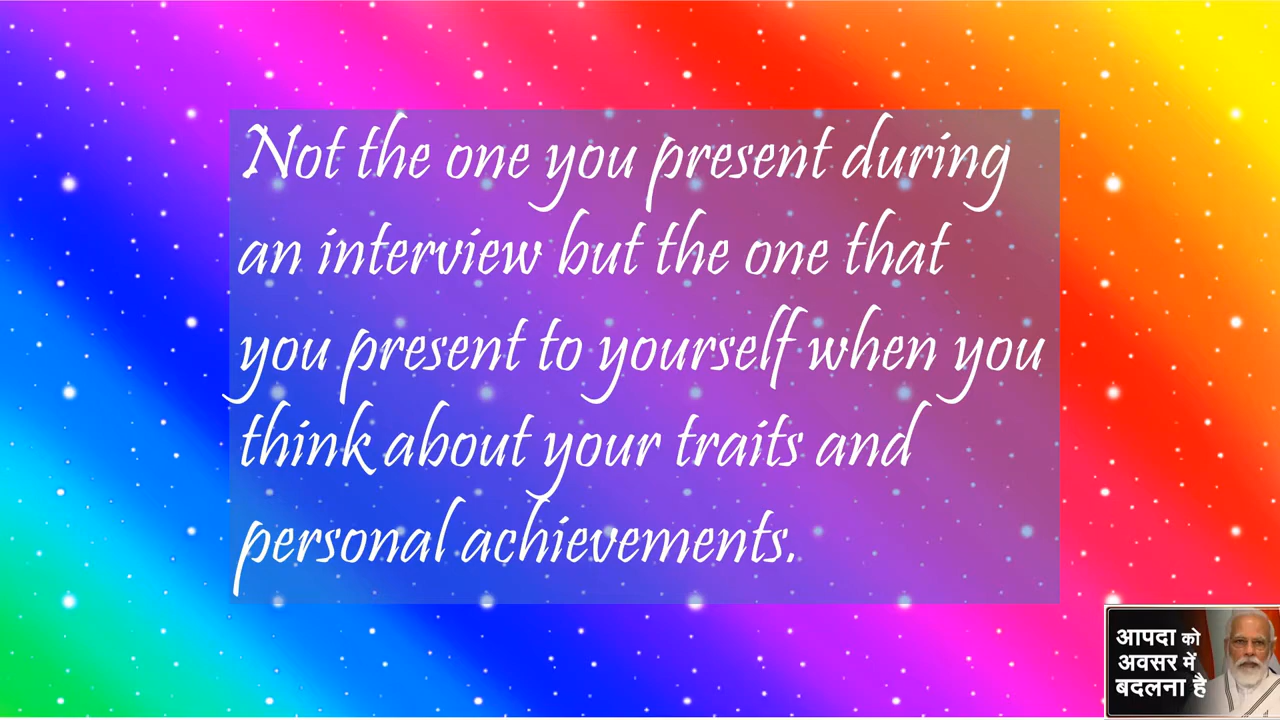 Not the one you present during
an interview but the one that
you present to yourself when you
think about your traits and
personal achievements.
आपदा को
अवसर में
बदलना है